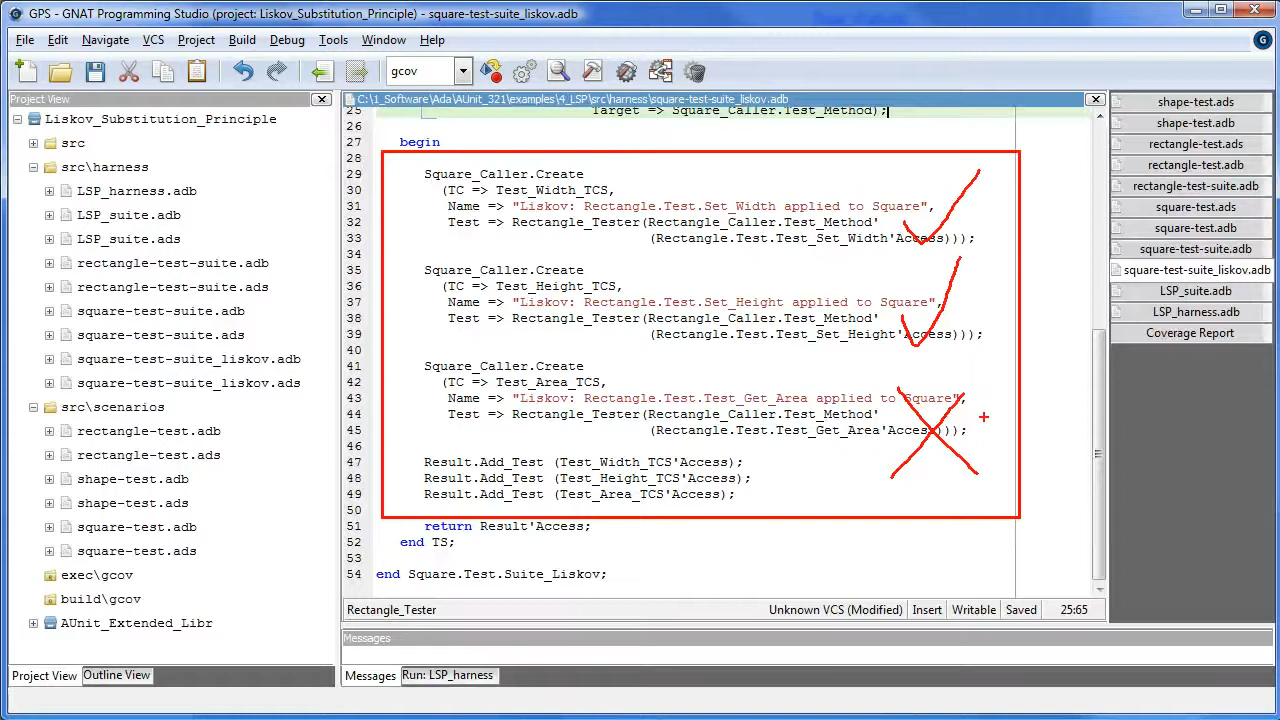 GPS - GNAT Programming Studio (project: Liskov_Substitution_Principle) - square-test-suite_liskov.adb
File Edit Navigate VCS Project Build Debug Tools Window Help
gcov
Project View
Liskov_Substitution_Principle
src
src\harness
LSP_harness.adb
LSP_suite.adb
LSP_suite.ads
rectangle-test-suite.adb
rectangle-test-suite.ads
square-test-suite.adb
square-test-suite.ads
square-test-suite_liskov.adb
square-test-suite_liskov.ads
src\scenarios
rectangle-test.adb
rectangle-test.ads
shape-test.adb
shape-test.ads
square-test.adb
square-test.ads
exec\gcov
build\gcov
AUnit_Extended_Libr
Project View Outline View
C:\1_Software\Ada\AUnit_321\examples\4_LSP\src\harness\square-test-suite_liskov.adb
25 Target => Square_Caller.Test_Method);
26
27 begin
28
29 Square_Caller.Create
30 (TC => Test_Width_TCS,
31 Name => "Liskov: Rectangle.Test.Set_Width applied to Square",
32 Test => Rectangle_Tester(Rectangle_Caller.Test_Method'
33 (Rectangle.Test.Test_Set_Width'Access)));
34
35 Square_Caller.Create
36 (TC => Test_Height_TCS,
37 Name => "Liskov: Rectangle.Test.Set_Height applied to Square",
38 Test => Rectangle_Tester(Rectangle_Caller.Test_Method'
39 (Rectangle.Test.Test_Set_Height'Access)));
40
41 Square_Caller.Create
42 (TC => Test_Area_TCS,
43 Name => "Liskov: Rectangle.Test.Test_Get_Area applied to Square",
44 Test => Rectangle_Tester(Rectangle_Caller.Test_Method'
45 (Rectangle.Test.Test_Get_Area'Access)));
46
47 Result.Add_Test (Test_Width_TCS'Access);
48 Result.Add_Test (Test_Height_TCS'Access);
49 Result.Add_Test (Test_Area_TCS'Access);
50
51 return Result'Access;
52 end TS;
53
54 end Square.Test.Suite_Liskov;
Rectangle_Tester Unknown VCS (Modified) Insert Writable Saved 25:65
Messages
Messages Run: LSP_harness
shape-test.ads
shape-test.adb
rectangle-test.ads
rectangle-test.adb
rectangle-test-suite.adb
square-test.ads
square-test.adb
square-test-suite.adb
square-test-suite_liskov.adb
LSP_suite.adb
LSP_harness.adb
Coverage Report